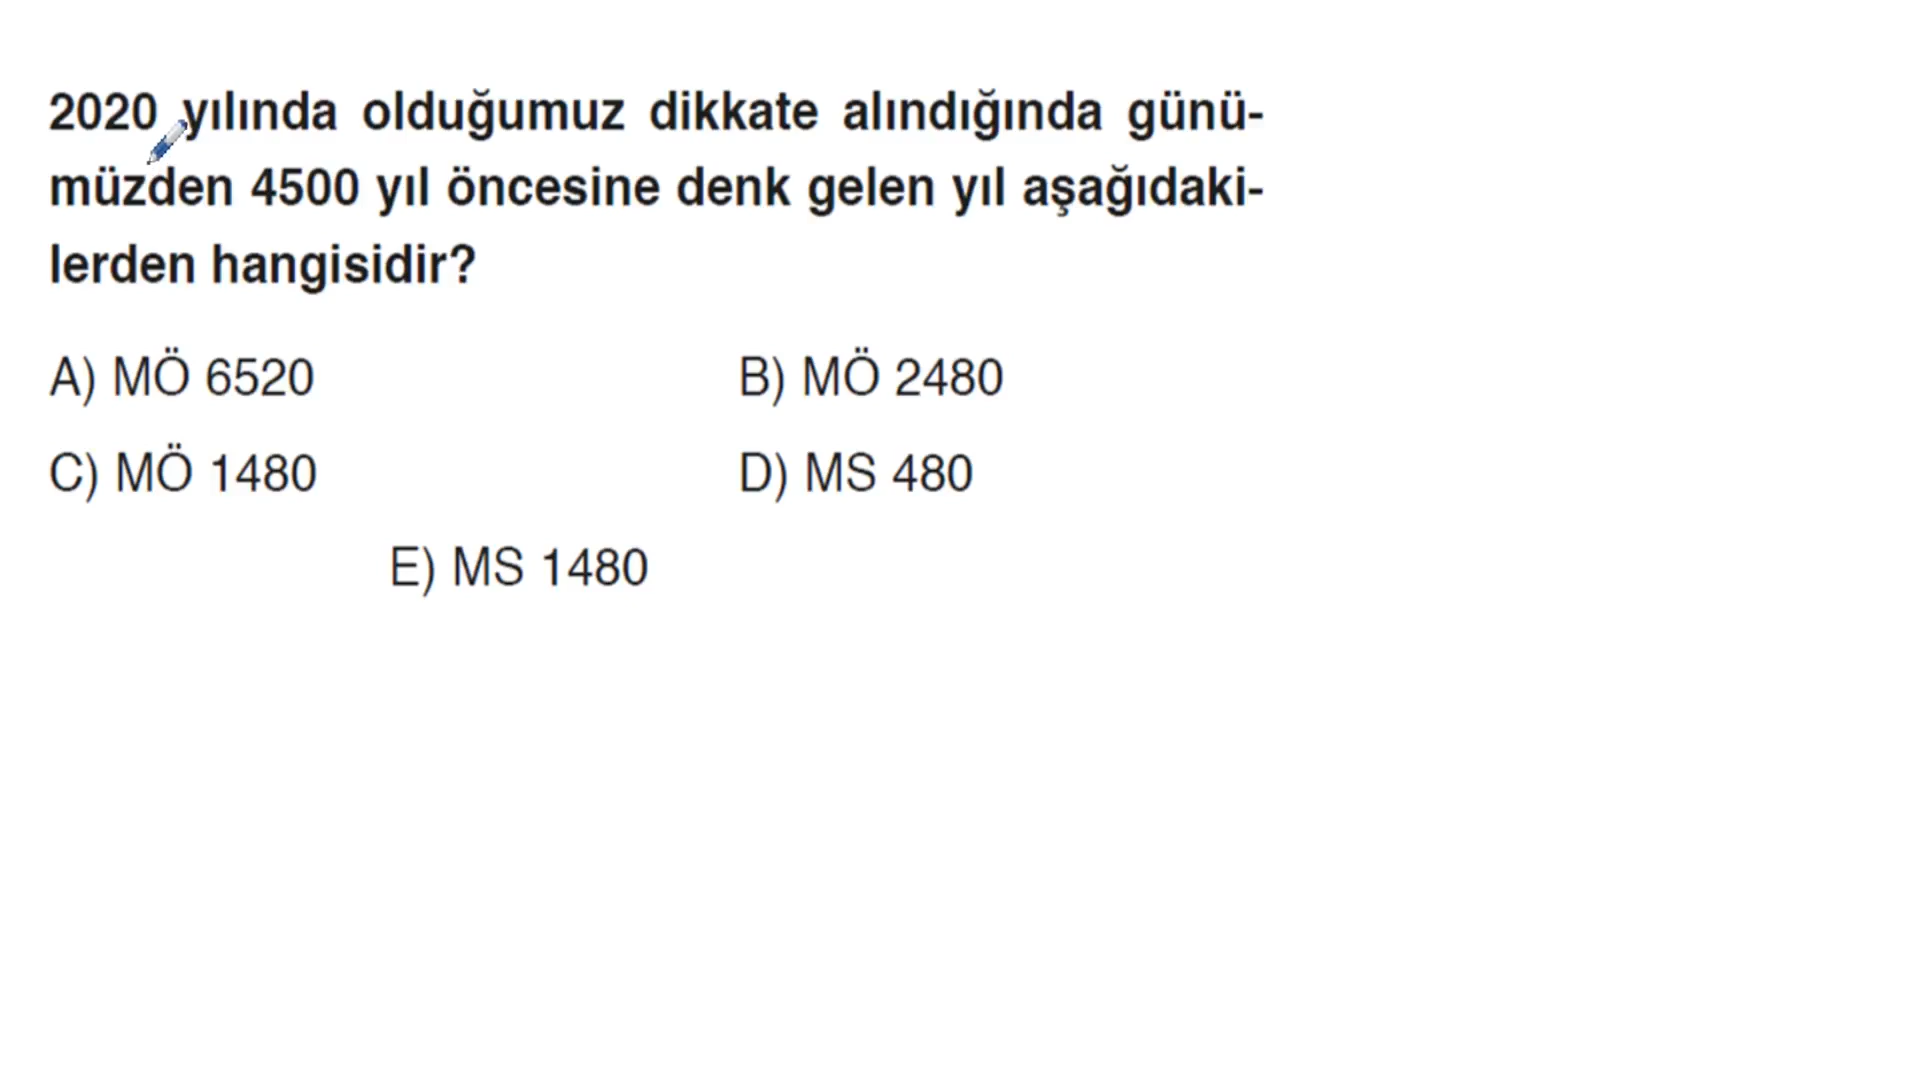 2020 yılında olduğumuz dikkate alındığında günü-
müzden 4500 yıl öncesine denk gelen yıl aşağıdaki-
lerden hangisidir?
A) MÖ 6520 B) MÖ 2480
C) MÖ 1480 D) MS 480
E) MS 1480